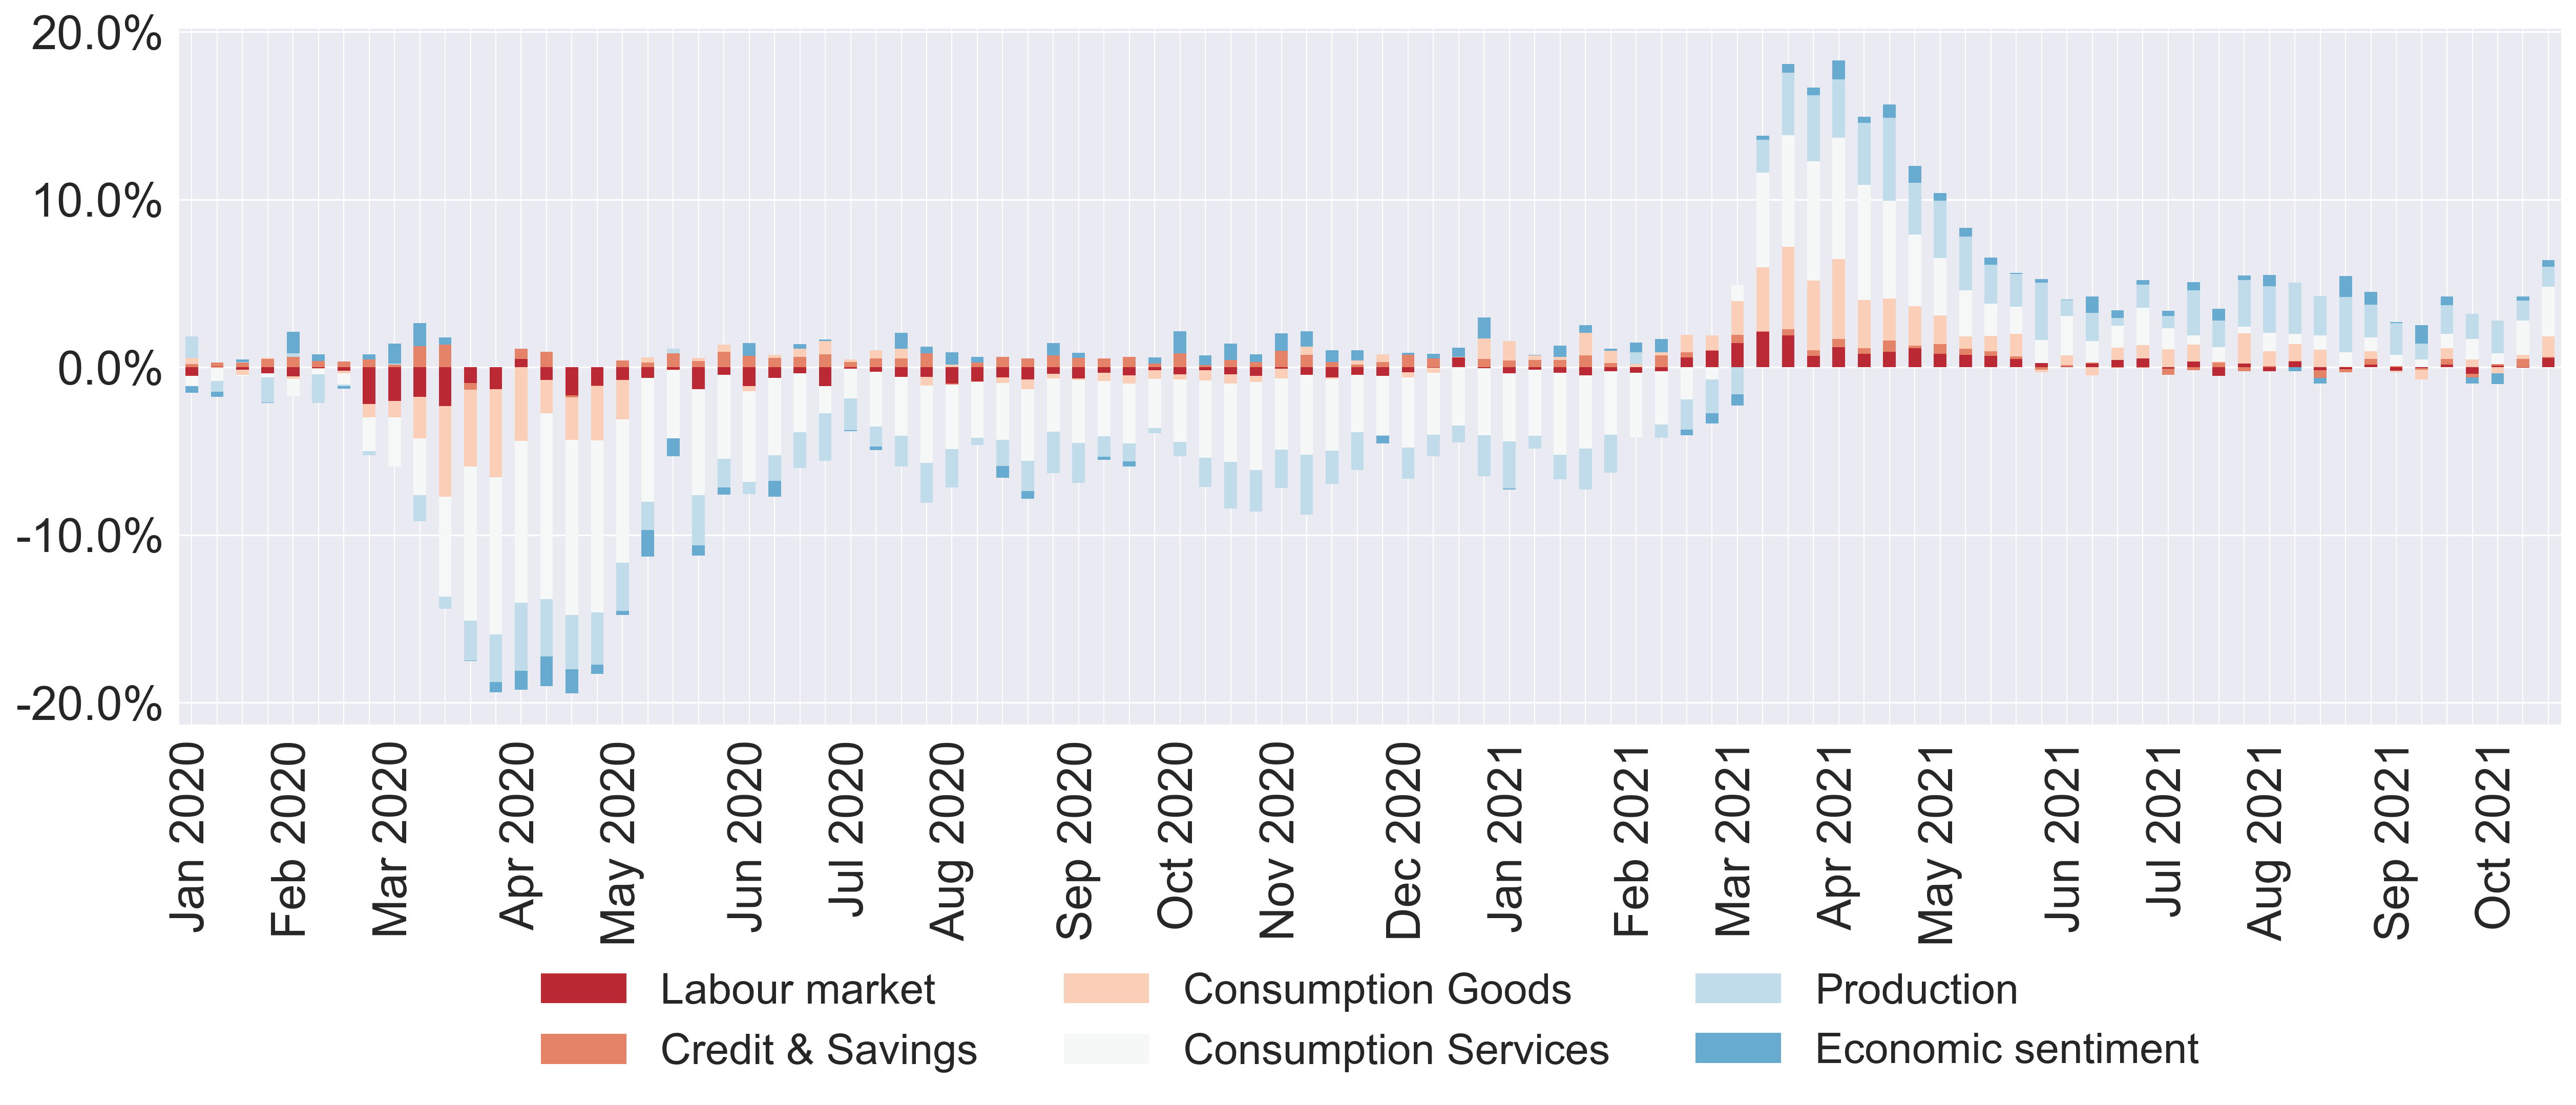 20.0%
10.0%
0.0%
-10.0%
-20.0%
Jan 2020
Feb 2020
Mar 2020
Apr 2020
May 2020
Jun 2020
Jul 2020
Aug 2020
Sep 2020
Oct 2020
Nov 2020
Dec 2020
Jan 2021
Feb 2021
Mar 2021
Apr 2021
May 2021
Jun 2021
Jul 2021
Aug 2021
Sep 2021
Oct 2021
Labour market
Consumption Goods
Production
Credit & Savings
Consumption Services
Economic sentiment